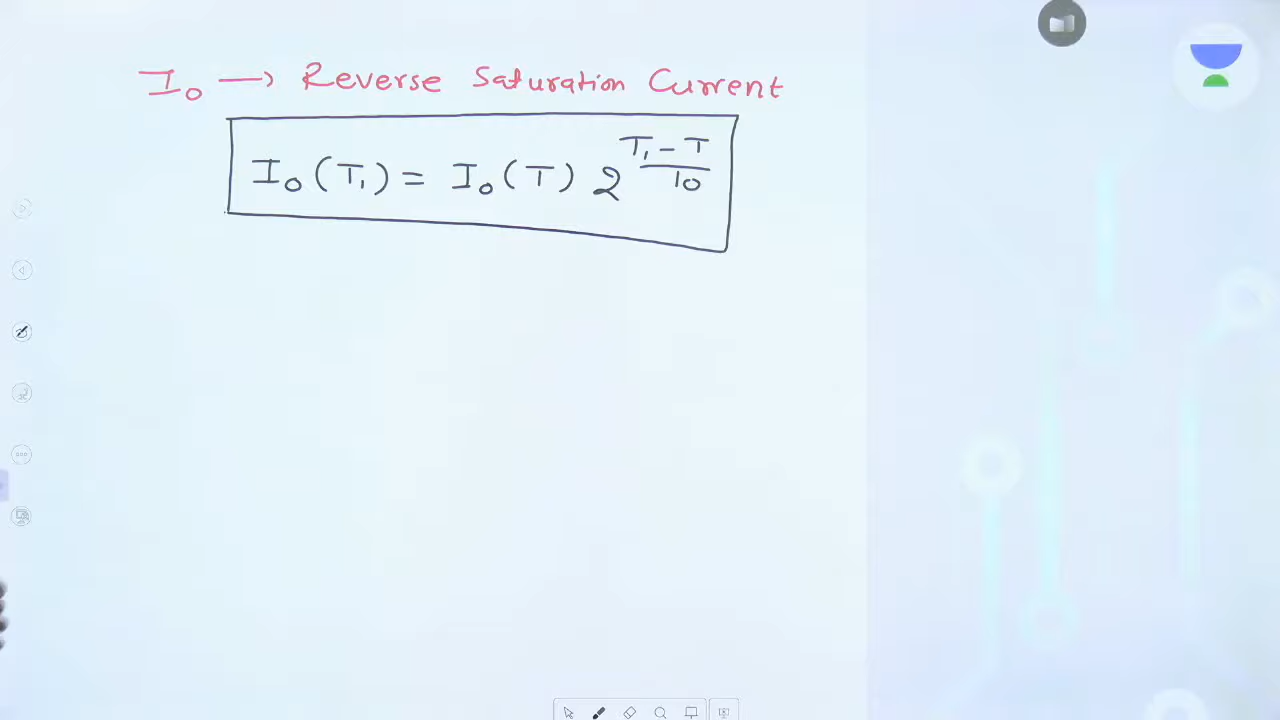 I₀ → Reverse Saturation Current
I₀(T₁) = I₀(T) 2^((T₁ - T)/10)